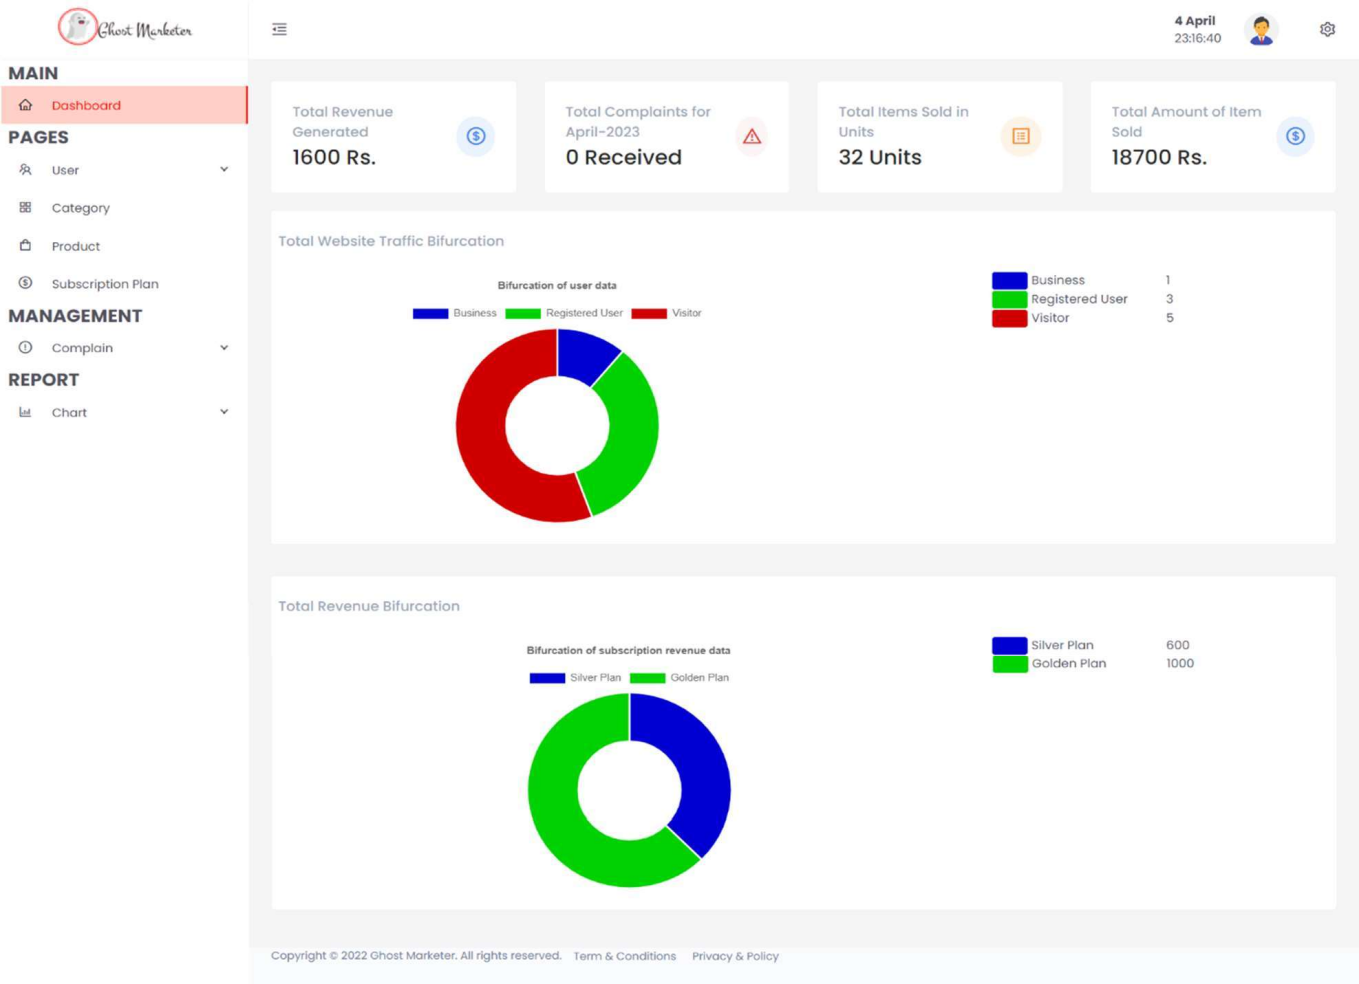 Ghost Marketer
4 April
23:16:40
MAIN
Dashboard
PAGES
User
Category
Product
Subscription Plan
MANAGEMENT
Complain
REPORT
Chart
Total Revenue
Generated
1600 Rs.
Total Complaints for
April-2023
0 Received
Total Items Sold in
Units
32 Units
Total Amount of Item
Sold
18700 Rs.
Total Website Traffic Bifurcation
Bifurcation of user data
Business Registered User Visitor
Business 1
Registered User 3
Visitor 5
Total Revenue Bifurcation
Bifurcation of subscription revenue data
Silver Plan Golden Plan
Silver Plan 600
Golden Plan 1000
Copyright © 2022 Ghost Marketer. All rights reserved. Term & Conditions Privacy & Policy